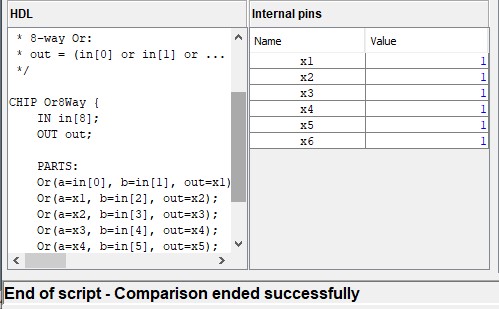 HDL
* 8-way Or:
* out = (in[0] or in[1] or ...
*/
CHIP Or8Way {
IN in[8];
OUT out;
PARTS:
Or(a=in[0], b=in[1], out=x1)
Or(a=x1, b=in[2], out=x2);
Or(a=x2, b=in[3], out=x3);
Or(a=x3, b=in[4], out=x4);
Or(a=x4, b=in[5], out=x5);
Internal pins
Name Value
x1 1
x2 1
x3 1
x4 1
x5 1
x6 1
End of script - Comparison ended successfully